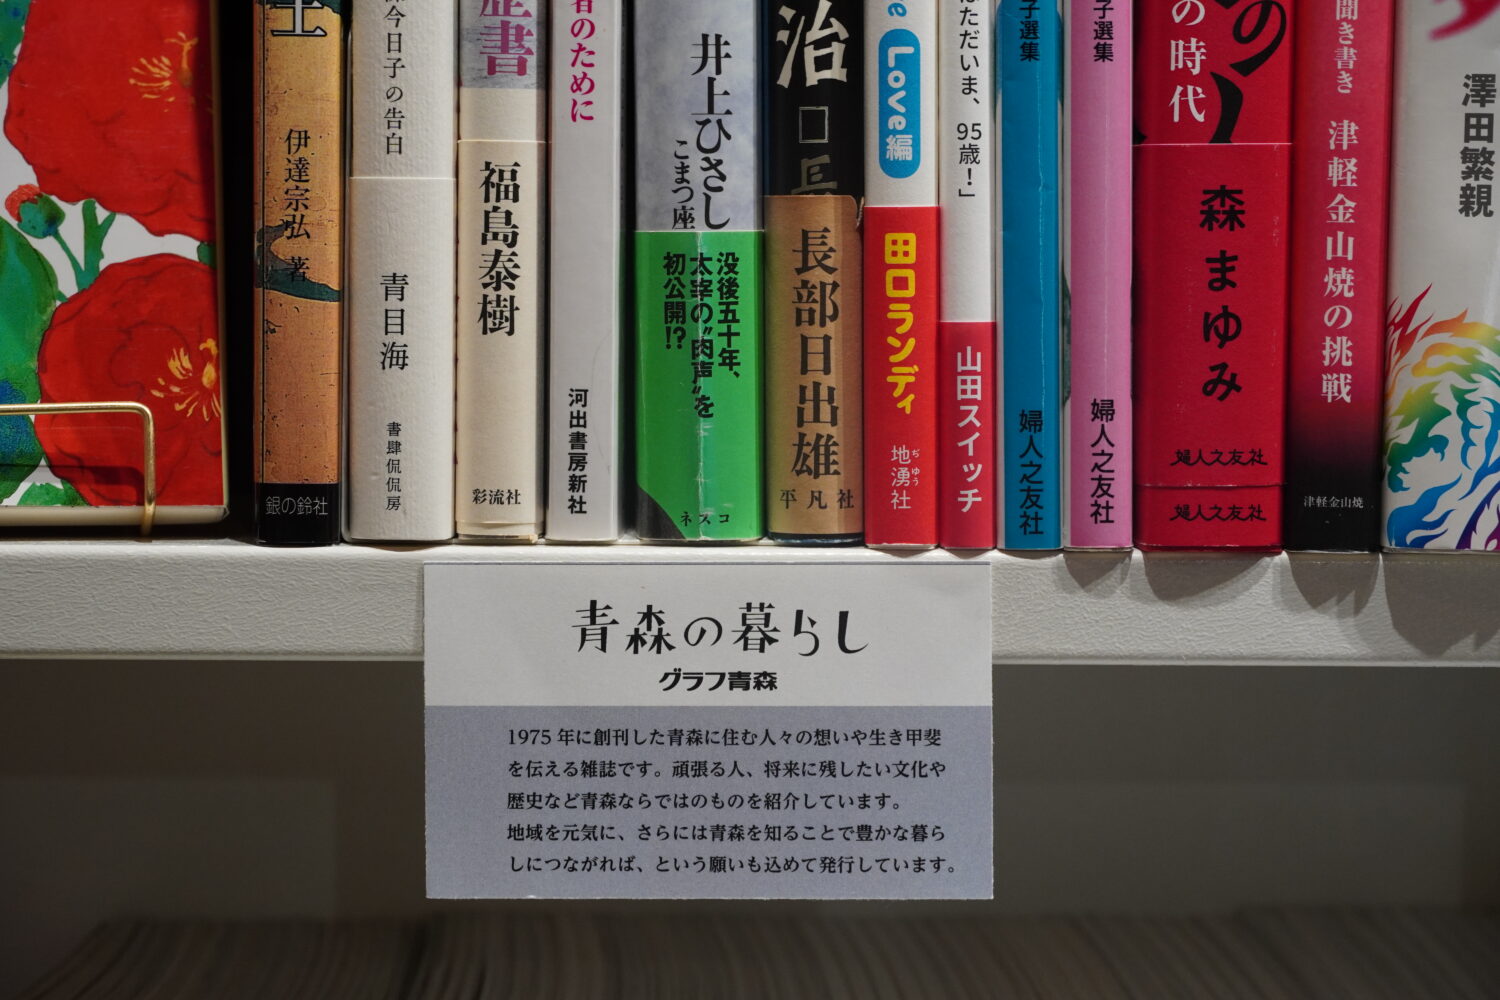 伊達宗弘 著
銀の鈴社
今日子の告白
青目海
書肆侃侃房
歴書
福島泰樹
彩流社
者のために
河出書房新社
井上ひさし
こまつ座
没後五十年、
太宰の〝肉声〟を
初公開!?
ネスコ
治
長部日出雄
平凡社
Love編
田口ランディ
地湧社
ぢゆう
ただいま、95歳!」
山田スイッチ
子選集
婦人之友社
子選集
婦人之友社
の時代
の
森まゆみ
婦人之友社
婦人之友社
聞き書き 津軽金山焼の挑戦
津軽金山焼
澤田繁親
青森の暮らし
グラフ青森
1975 年に創刊した青森に住む人々の想いや生き甲斐
を伝える雑誌です。頑張る人、将来に残したい文化や
歴史など青森ならではのものを紹介しています。
地域を元気に、さらには青森を知ることで豊かな暮ら
しにつながれば、という願いも込めて発行しています。